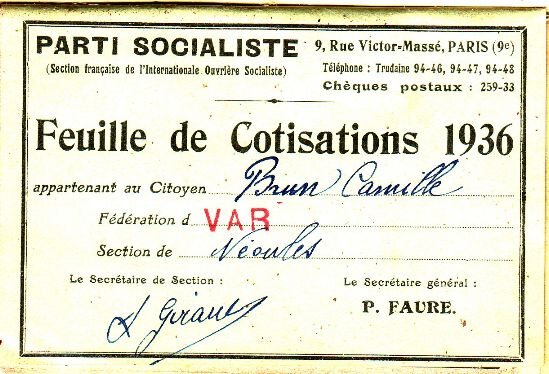 PARTI SOCIALISTE
(Section française de l'Internationale Ouvrière Socialiste)
9, Rue Victor-Massé, PARIS (9e)
Téléphone : Trudaine 94-46, 94-47, 94-48
Chèques postaux : 259-33
Feuille de Cotisations 1936
appartenant au Citoyen Brun Camille
Fédération d VAR
Section de Néoules
Le Secrétaire de Section :
Le Secrétaire général :
P. FAURE.